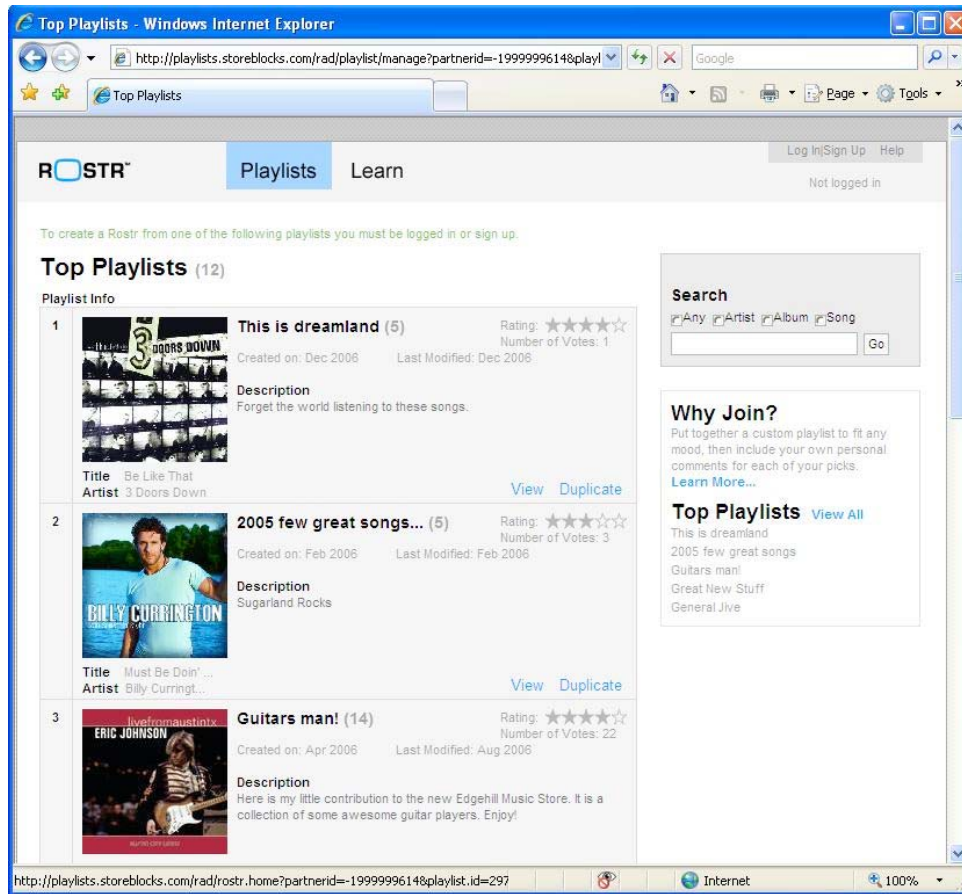 Top Playlists - Windows Internet Explorer
http://playlists.storeblocks.com/rad/playlist/manage?partnerid=-1999999614&playl
Google
Top Playlists
Page
Tools
Log In|Sign Up Help
ROSTR
Playlists
Learn
Not logged in
To create a Rostr from one of the following playlists you must be logged in or sign up.
Top Playlists (12)
Playlist Info
1
3 DOORS DOWN
This is dreamland (5)
Rating:
Number of Votes: 1
Created on: Dec 2006 Last Modified: Dec 2006
Description
Forget the world listening to these songs.
Title Be Like That
Artist 3 Doors Down
View Duplicate
2
BILLY CURRINGTON
2005 few great songs... (5)
Rating:
Number of Votes: 3
Created on: Feb 2006 Last Modified: Feb 2006
Description
Sugarland Rocks
Title Must Be Doin' ...
Artist Billy Curringt...
View Duplicate
3
livefromaustintx
ERIC JOHNSON
Guitars man! (14)
Rating:
Number of Votes: 22
Created on: Apr 2006 Last Modified: Aug 2006
Description
Here is my little contribution to the new Edgehill Music Store. It is a
collection of some awesome guitar players. Enjoy!
Search
Any Artist Album Song
Go
Why Join?
Put together a custom playlist to fit any
mood, then include your own personal
comments for each of your picks.
Learn More...
Top Playlists View All
This is dreamland
2005 few great songs
Guitars man!
Great New Stuff
General Jive
http://playlists.storeblocks.com/rad/rostr.home?partnerid=-1999999614&playlist.id=297
Internet
100%